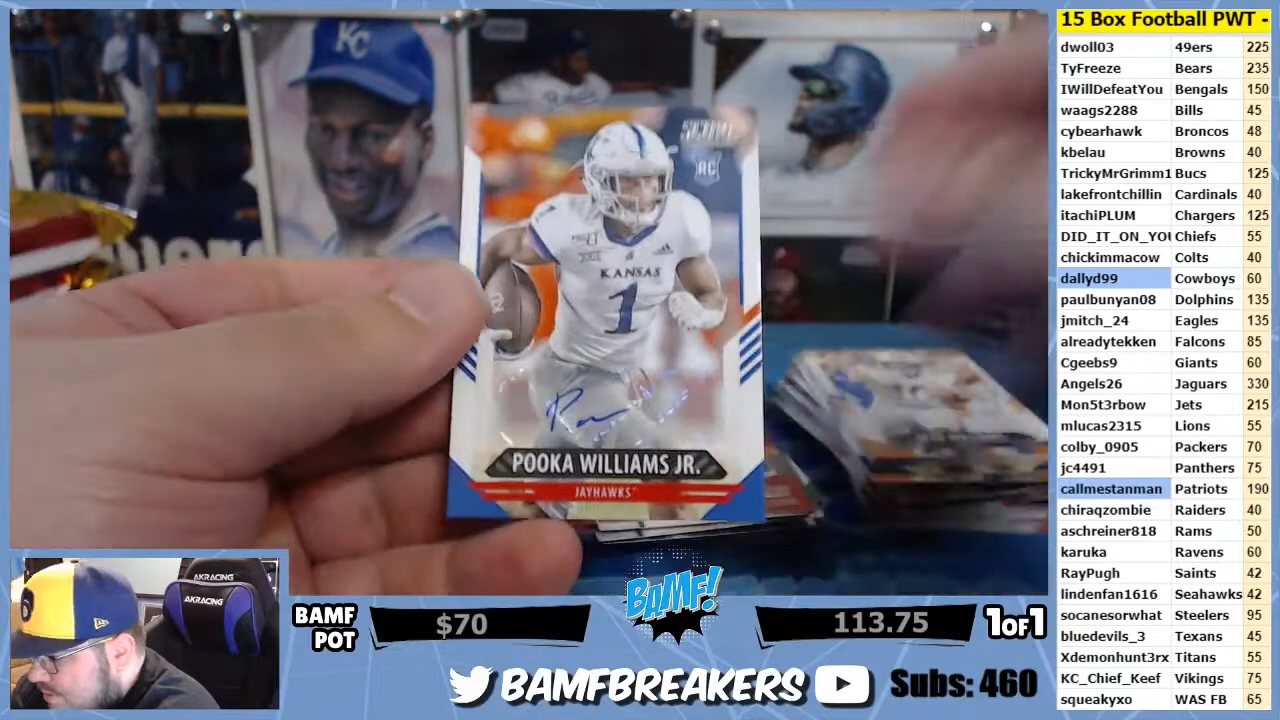 KC
SCORE
RC
1
KANSAS
1
POOKA WILLIAMS JR.
JAYHAWKS
15 Box Football PWT -
dwoll03 49ers 225
TyFreeze Bears 235
IWillDefeatYou Bengals 150
waags2288 Bills 45
cybearhawk Broncos 48
kbelau Browns 40
TrickyMrGrimm1 Bucs 125
lakefrontchillin Cardinals 40
itachiPLUM Chargers 125
DID_IT_ON_YOU Chiefs 55
chickimmacow Colts 40
dallyd99 Cowboys 60
paulbunyan08 Dolphins 135
jmitch_24 Eagles 135
alreadytekken Falcons 85
Cgeebs9 Giants 60
Angels26 Jaguars 330
Mon5t3rbow Jets 215
mlucas2315 Lions 55
colby_0905 Packers 70
jc4491 Panthers 75
callmestanman Patriots 190
chiraqzombie Raiders 40
aschreiner818 Rams 50
karuka Ravens 60
RayPugh Saints 42
lindenfan1616 Seahawks 42
socanesorwhat Steelers 95
bluedevils_3 Texans 45
Xdemonhunt3rx Titans 55
KC_Chief_Keef Vikings 75
squeakyxo WAS FB 65
AKRACING
AKRACING
BAMF POT $70
BAMF!
113.75 1OF1
BAMFBREAKERS Subs: 460